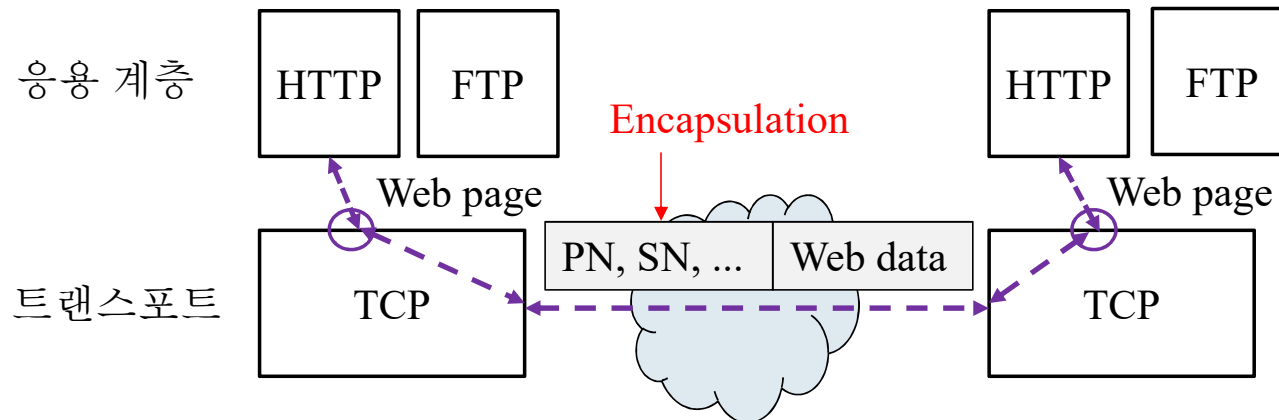 응용 계층
HTTP
FTP
HTTP
FTP
Encapsulation
Web page
Web page
PN, SN, ...
Web data
트랜스포트
TCP
TCP